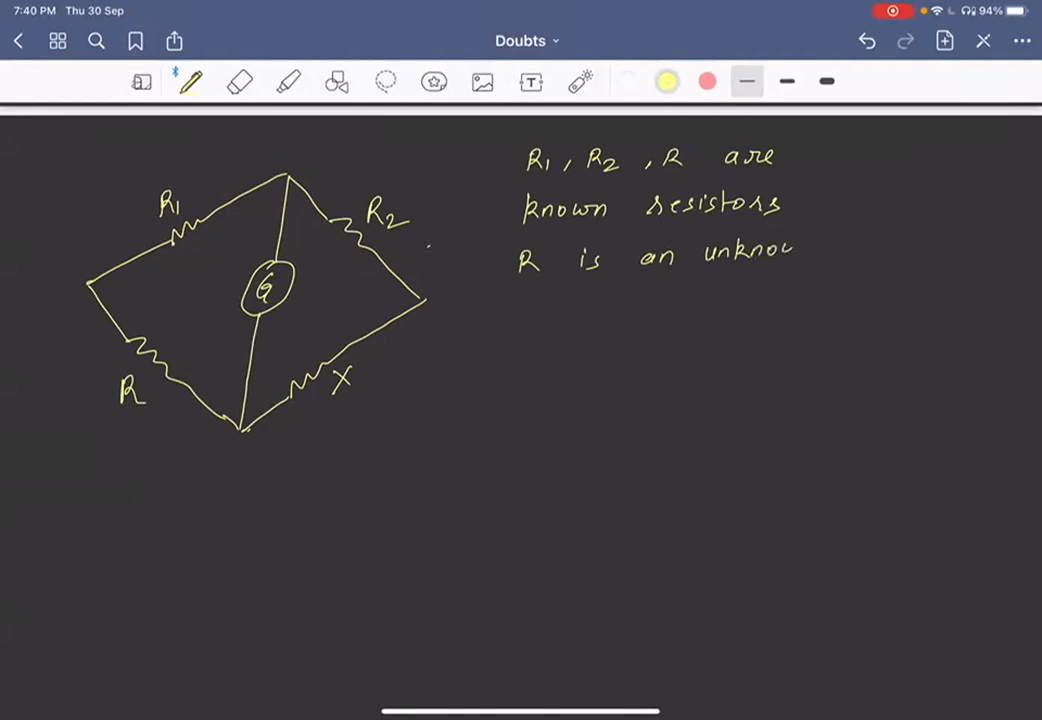 7:40 PM Thu 30 Sep
94%
Doubts
T
R1, R2, R are
known resistors
R is an unknow
R1
R2
G
R
X